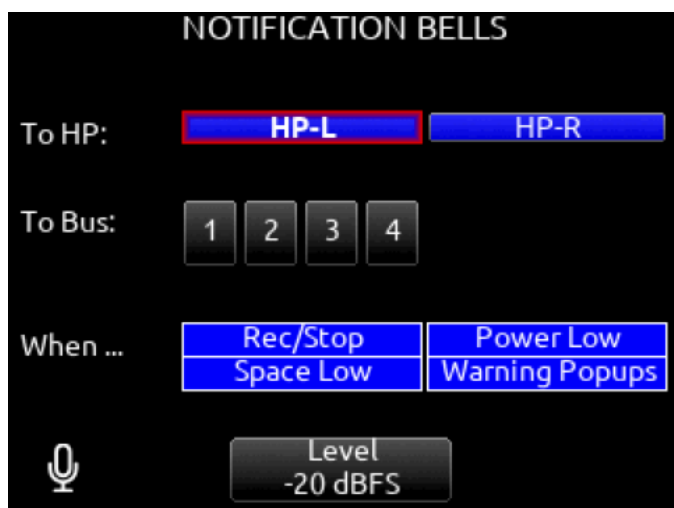 NOTIFICATION BELLS
To HP: HP-L HP-R
To Bus: 1 2 3 4
When ... Rec/Stop Power Low
Space Low Warning Popups
Level
-20 dBFS